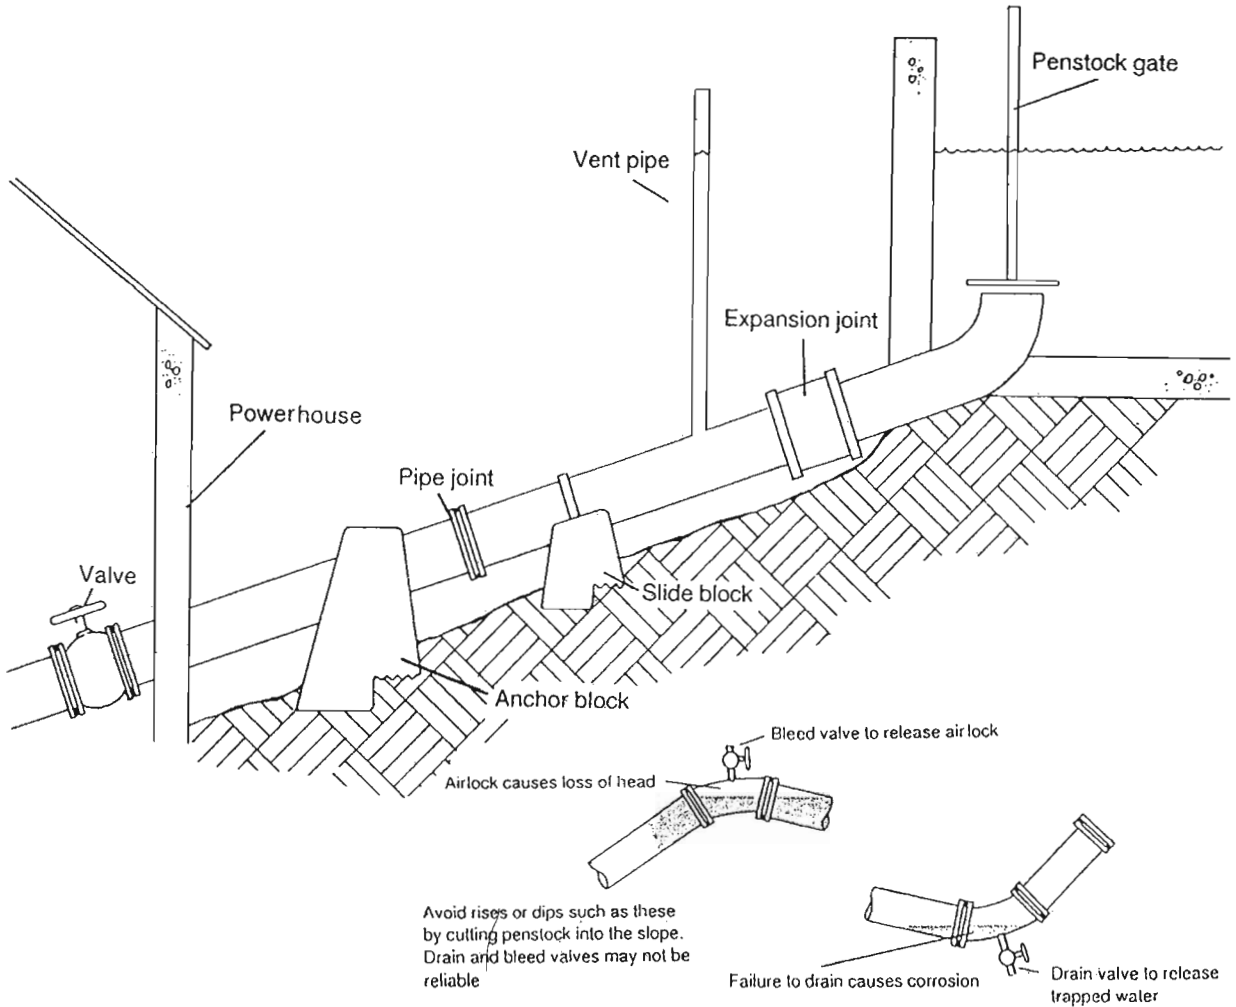 Penstock gate
Vent pipe
Expansion joint
Powerhouse
Pipe joint
Valve
Slide block
Anchor block
Bleed valve to release airlock
Airlock causes loss of head
Avoid rises or dips such as these
by cutting penstock into the slope.
Drain and bleed valves may not be
reliable
Failure to drain causes corrosion
Drain valve to release
trapped water